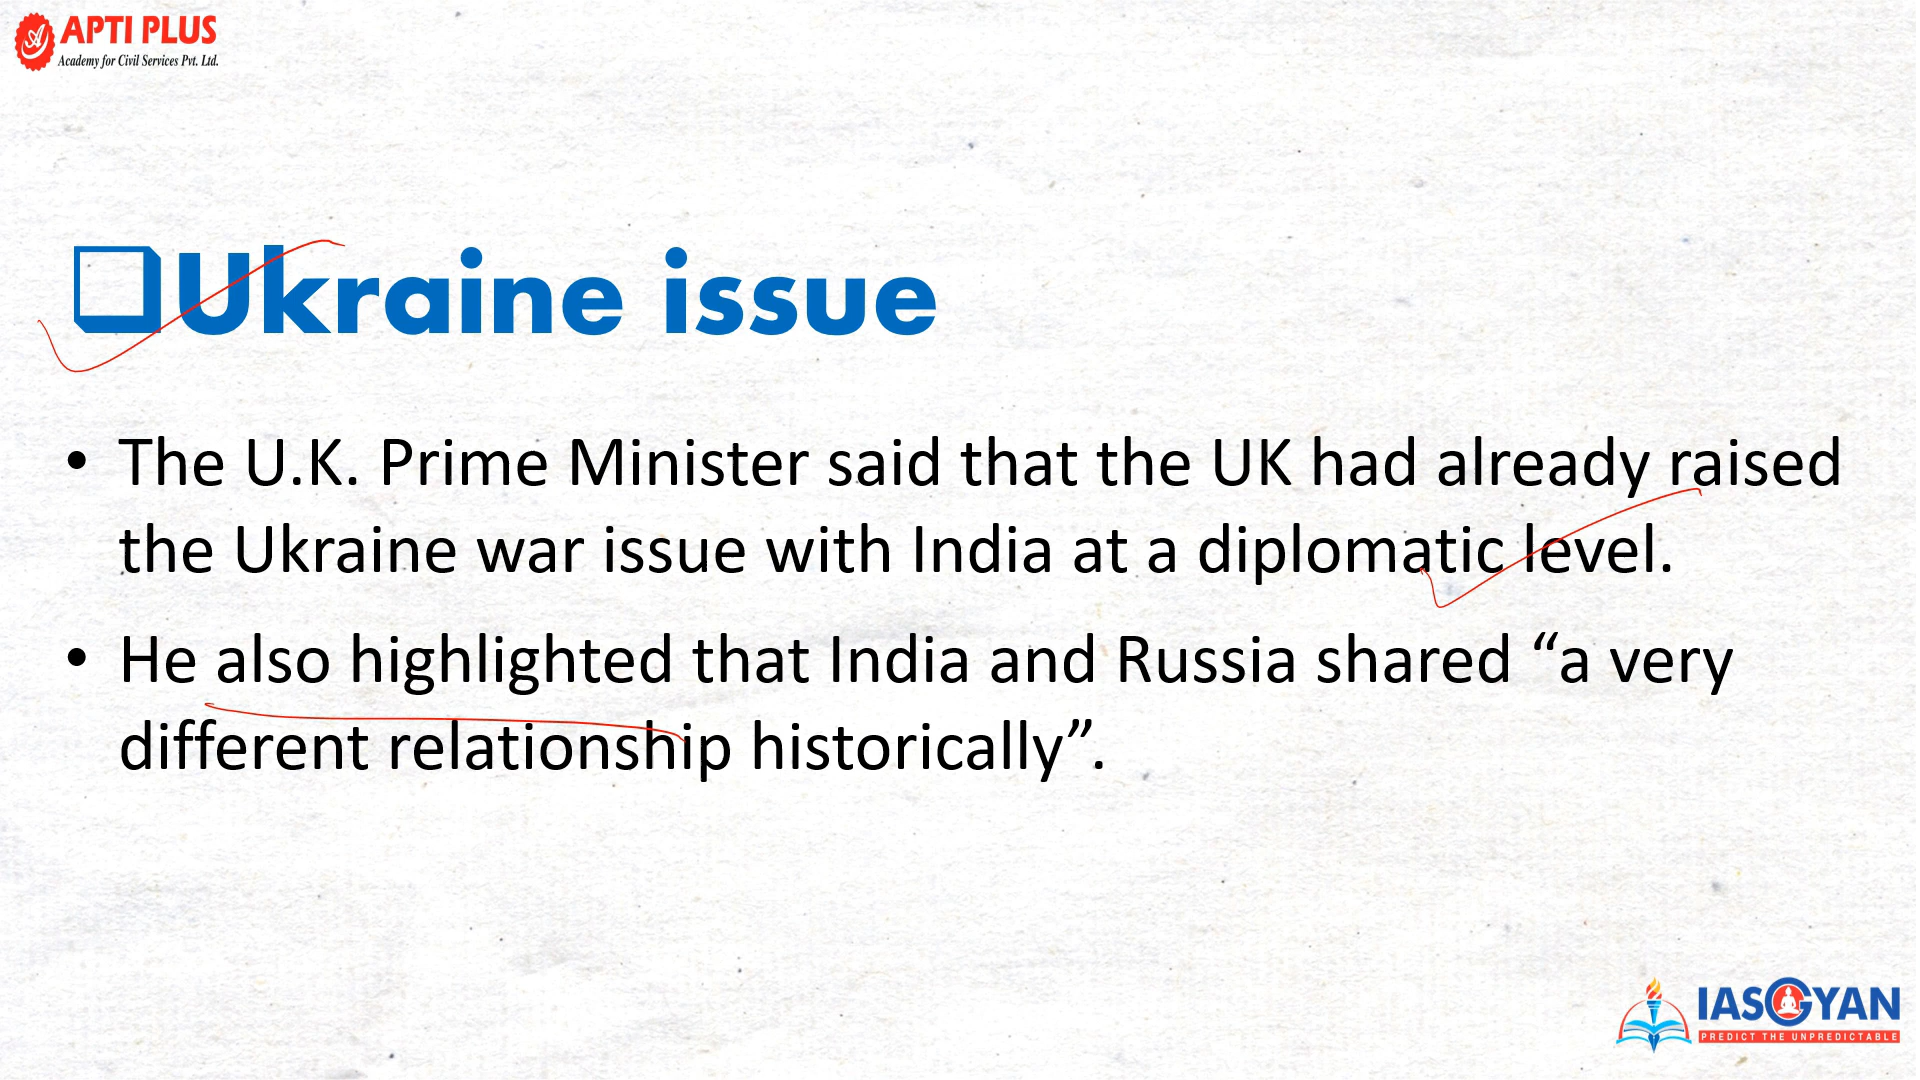 APTI PLUS
Academy for Civil Services Pvt. Ltd.
❑Ukraine issue
• The U.K. Prime Minister said that the UK had already raised
the Ukraine war issue with India at a diplomatic level.
• He also highlighted that India and Russia shared “a very
different relationship historically”.
IASGYAN
PREDICT THE UNPREDICTABLE